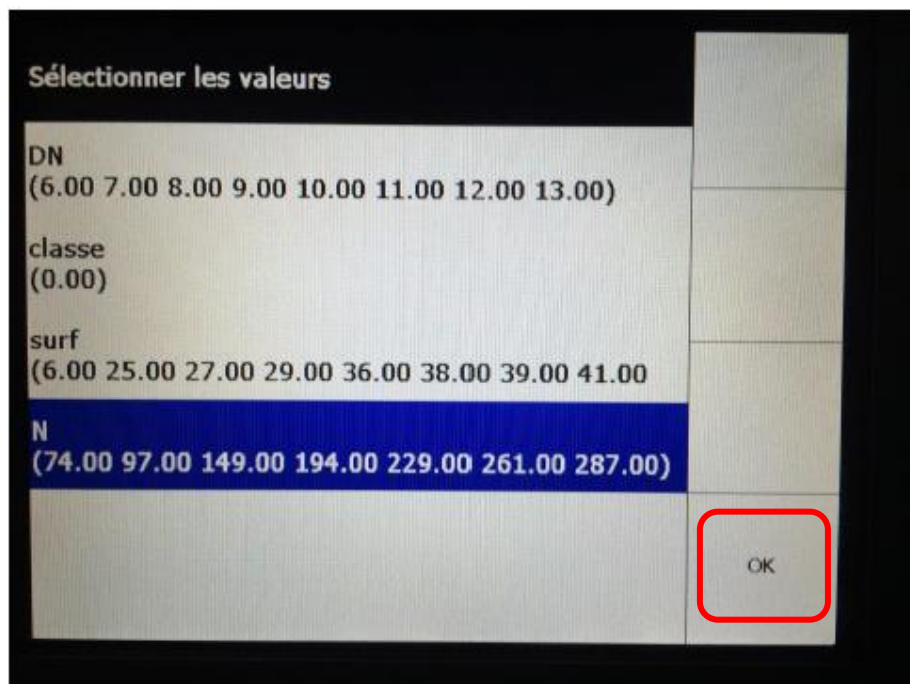 Sélectionner les valeurs
DN
(6.00 7.00 8.00 9.00 10.00 11.00 12.00 13.00)
classe
(0.00)
surf
(6.00 25.00 27.00 29.00 36.00 38.00 39.00 41.00
N
(74.00 97.00 149.00 194.00 229.00 261.00 287.00)
OK